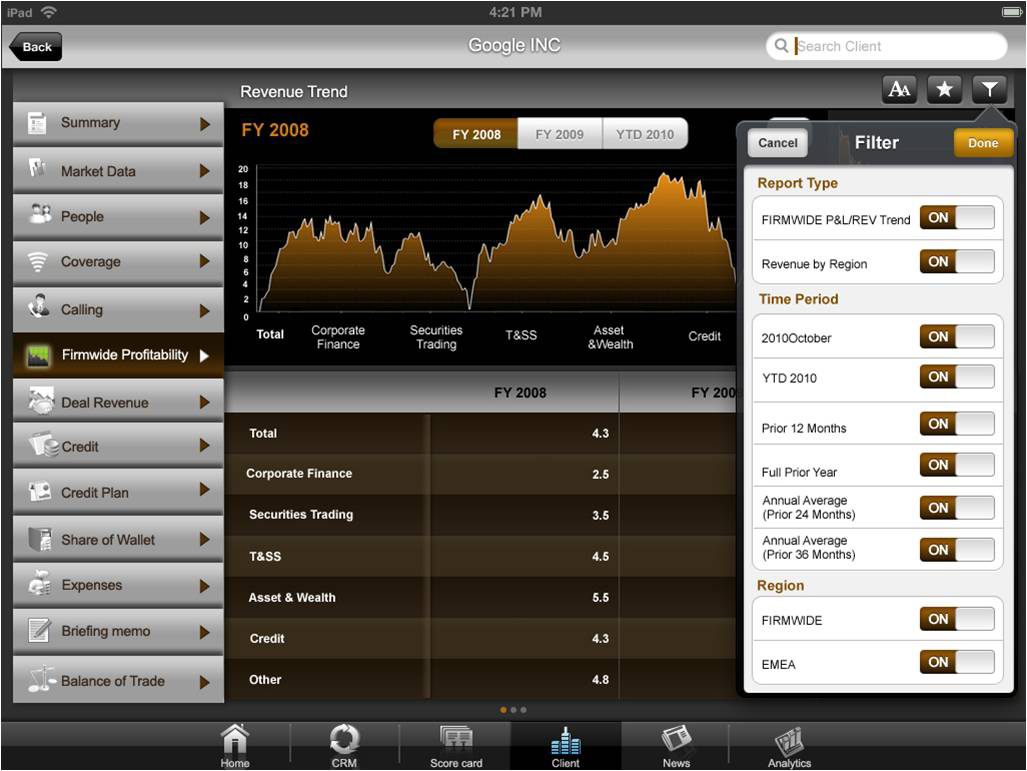 iPad
4:21 PM
Back
Google INC
Search Client
Revenue Trend
AA
Summary
Market Data
People
Coverage
Calling
Firmwide Profitability
Deal Revenue
Credit
Credit Plan
Share of Wallet
Expenses
Briefing memo
Balance of Trade
FY 2008
FY 2008
FY 2009
YTD 2010
20
18
16
14
12
10
8
6
4
2
0
Total
Corporate
Finance
Securities
Trading
T&SS
Asset
&Wealth
Credit
FY 2008
FY 200
Total 4.3
Corporate Finance 2.5
Securities Trading 3.5
T&SS 4.5
Asset & Wealth 5.5
Credit 4.3
Other 4.8
Cancel
Filter
Done
Report Type
FIRMWIDE P&L/REV Trend ON
Revenue by Region ON
Time Period
2010October ON
YTD 2010 ON
Prior 12 Months ON
Full Prior Year ON
Annual Average
(Prior 24 Months) ON
Annual Average
(Prior 36 Months) ON
Region
FIRMWIDE ON
EMEA ON
Home
CRM
Score card
Client
News
Analytics